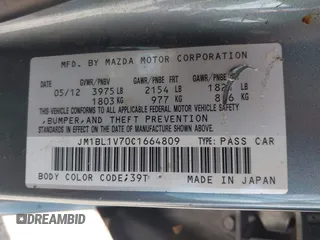 MFD. BY MAZDA MOTOR CORPORATION
GVWR/PNBV GAWR/PNBE FRT GAWR/PNBE RR
05/12 3975LB 2154 LB LB
1803KG 977 KG KG
THIS VEHICLE CONFORMS TO ALL APPLICABLE FEDERAL MOTOR VEHICLE
SAFETY, BUMPER, AND THEFT PREVENTION
STANDARDS IN EFFECT ON THE DATE OF MANUFACTURE SHOWN ABOVE.
JM1BL1V70C1664809 TYPE: PASS CAR
BODY COLOR CODE: 39T MADE IN JAPAN
DREAMBID